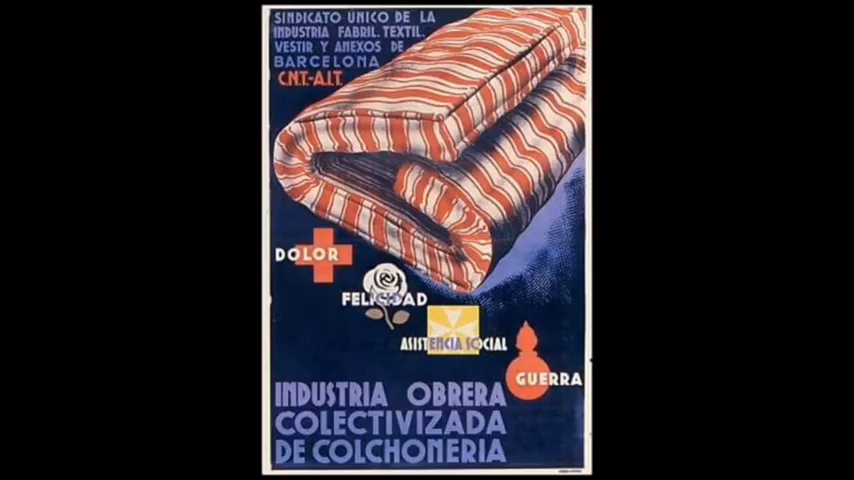 SINDICATO ÚNICO DE LA
INDUSTRIA FABRIL. TEXTIL.
VESTIR Y ANEXOS DE
BARCELONA
C.N.T.-A.I.T.
DOLOR
FELICIDAD
ASISTENCIA SOCIAL
GUERRA
INDUSTRIA OBRERA
COLECTIVIZADA
DE COLCHONERIA